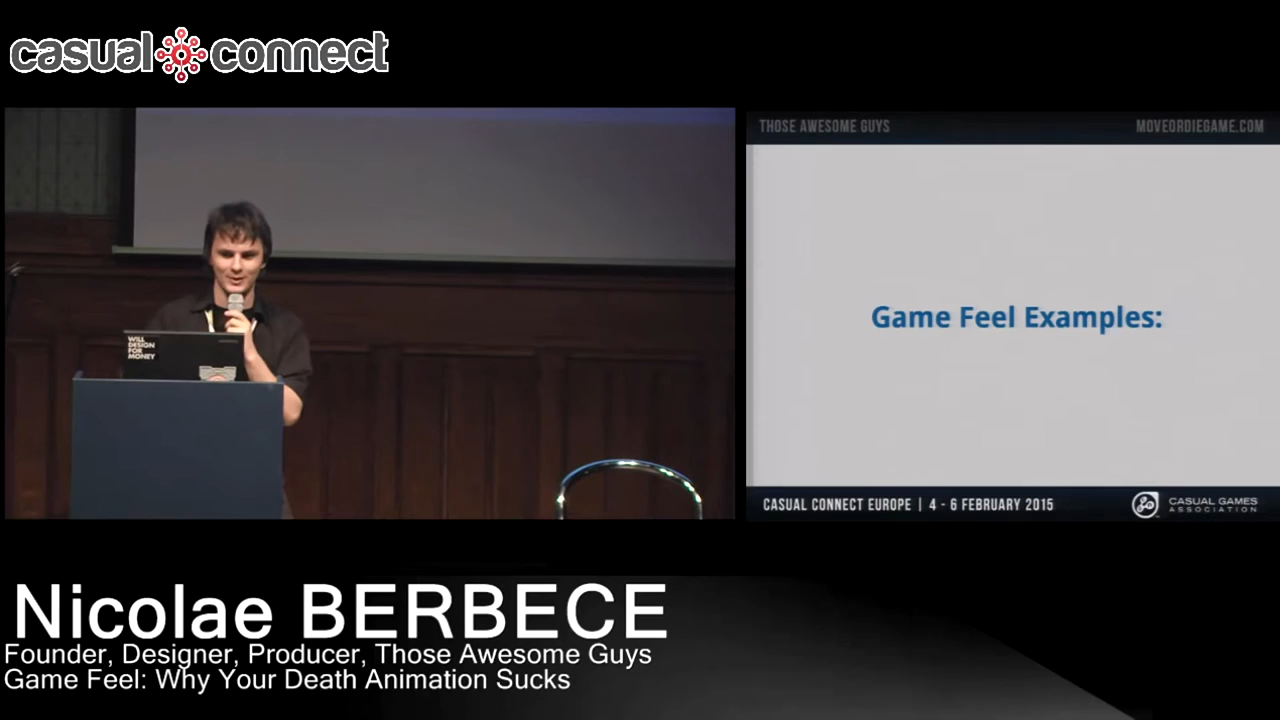 casual connect
THOSE AWESOME GUYS
MOVEORDIEGAME.COM
WILL
DESIGN
FOR
MONEY
Game Feel Examples:
CASUAL CONNECT EUROPE | 4 - 6 FEBRUARY 2015
CASUAL GAMES
ASSOCIATION
Nicolae BERBECE
Founder, Designer, Producer, Those Awesome Guys
Game Feel: Why Your Death Animation Sucks